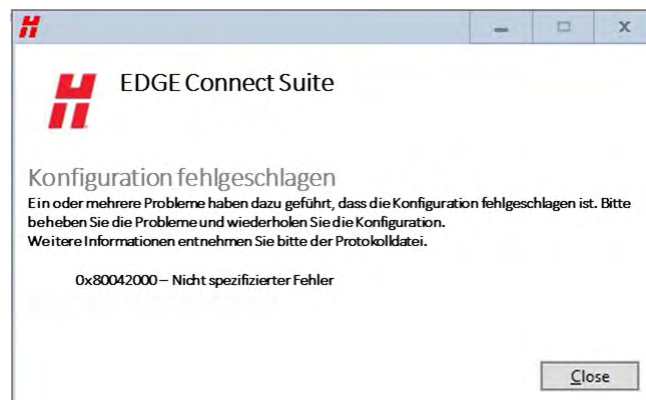 EDGE Connect Suite
Konfiguration fehlgeschlagen
Ein oder mehrere Probleme haben dazu geführt, dass die Konfiguration fehlgeschlagen ist. Bitte
beheben Sie die Probleme und wiederholen Sie die Konfiguration.
Weitere Informationen entnehmen Sie bitte der Protokolldatei.
0x80042000 – Nicht spezifizierter Fehler
Close